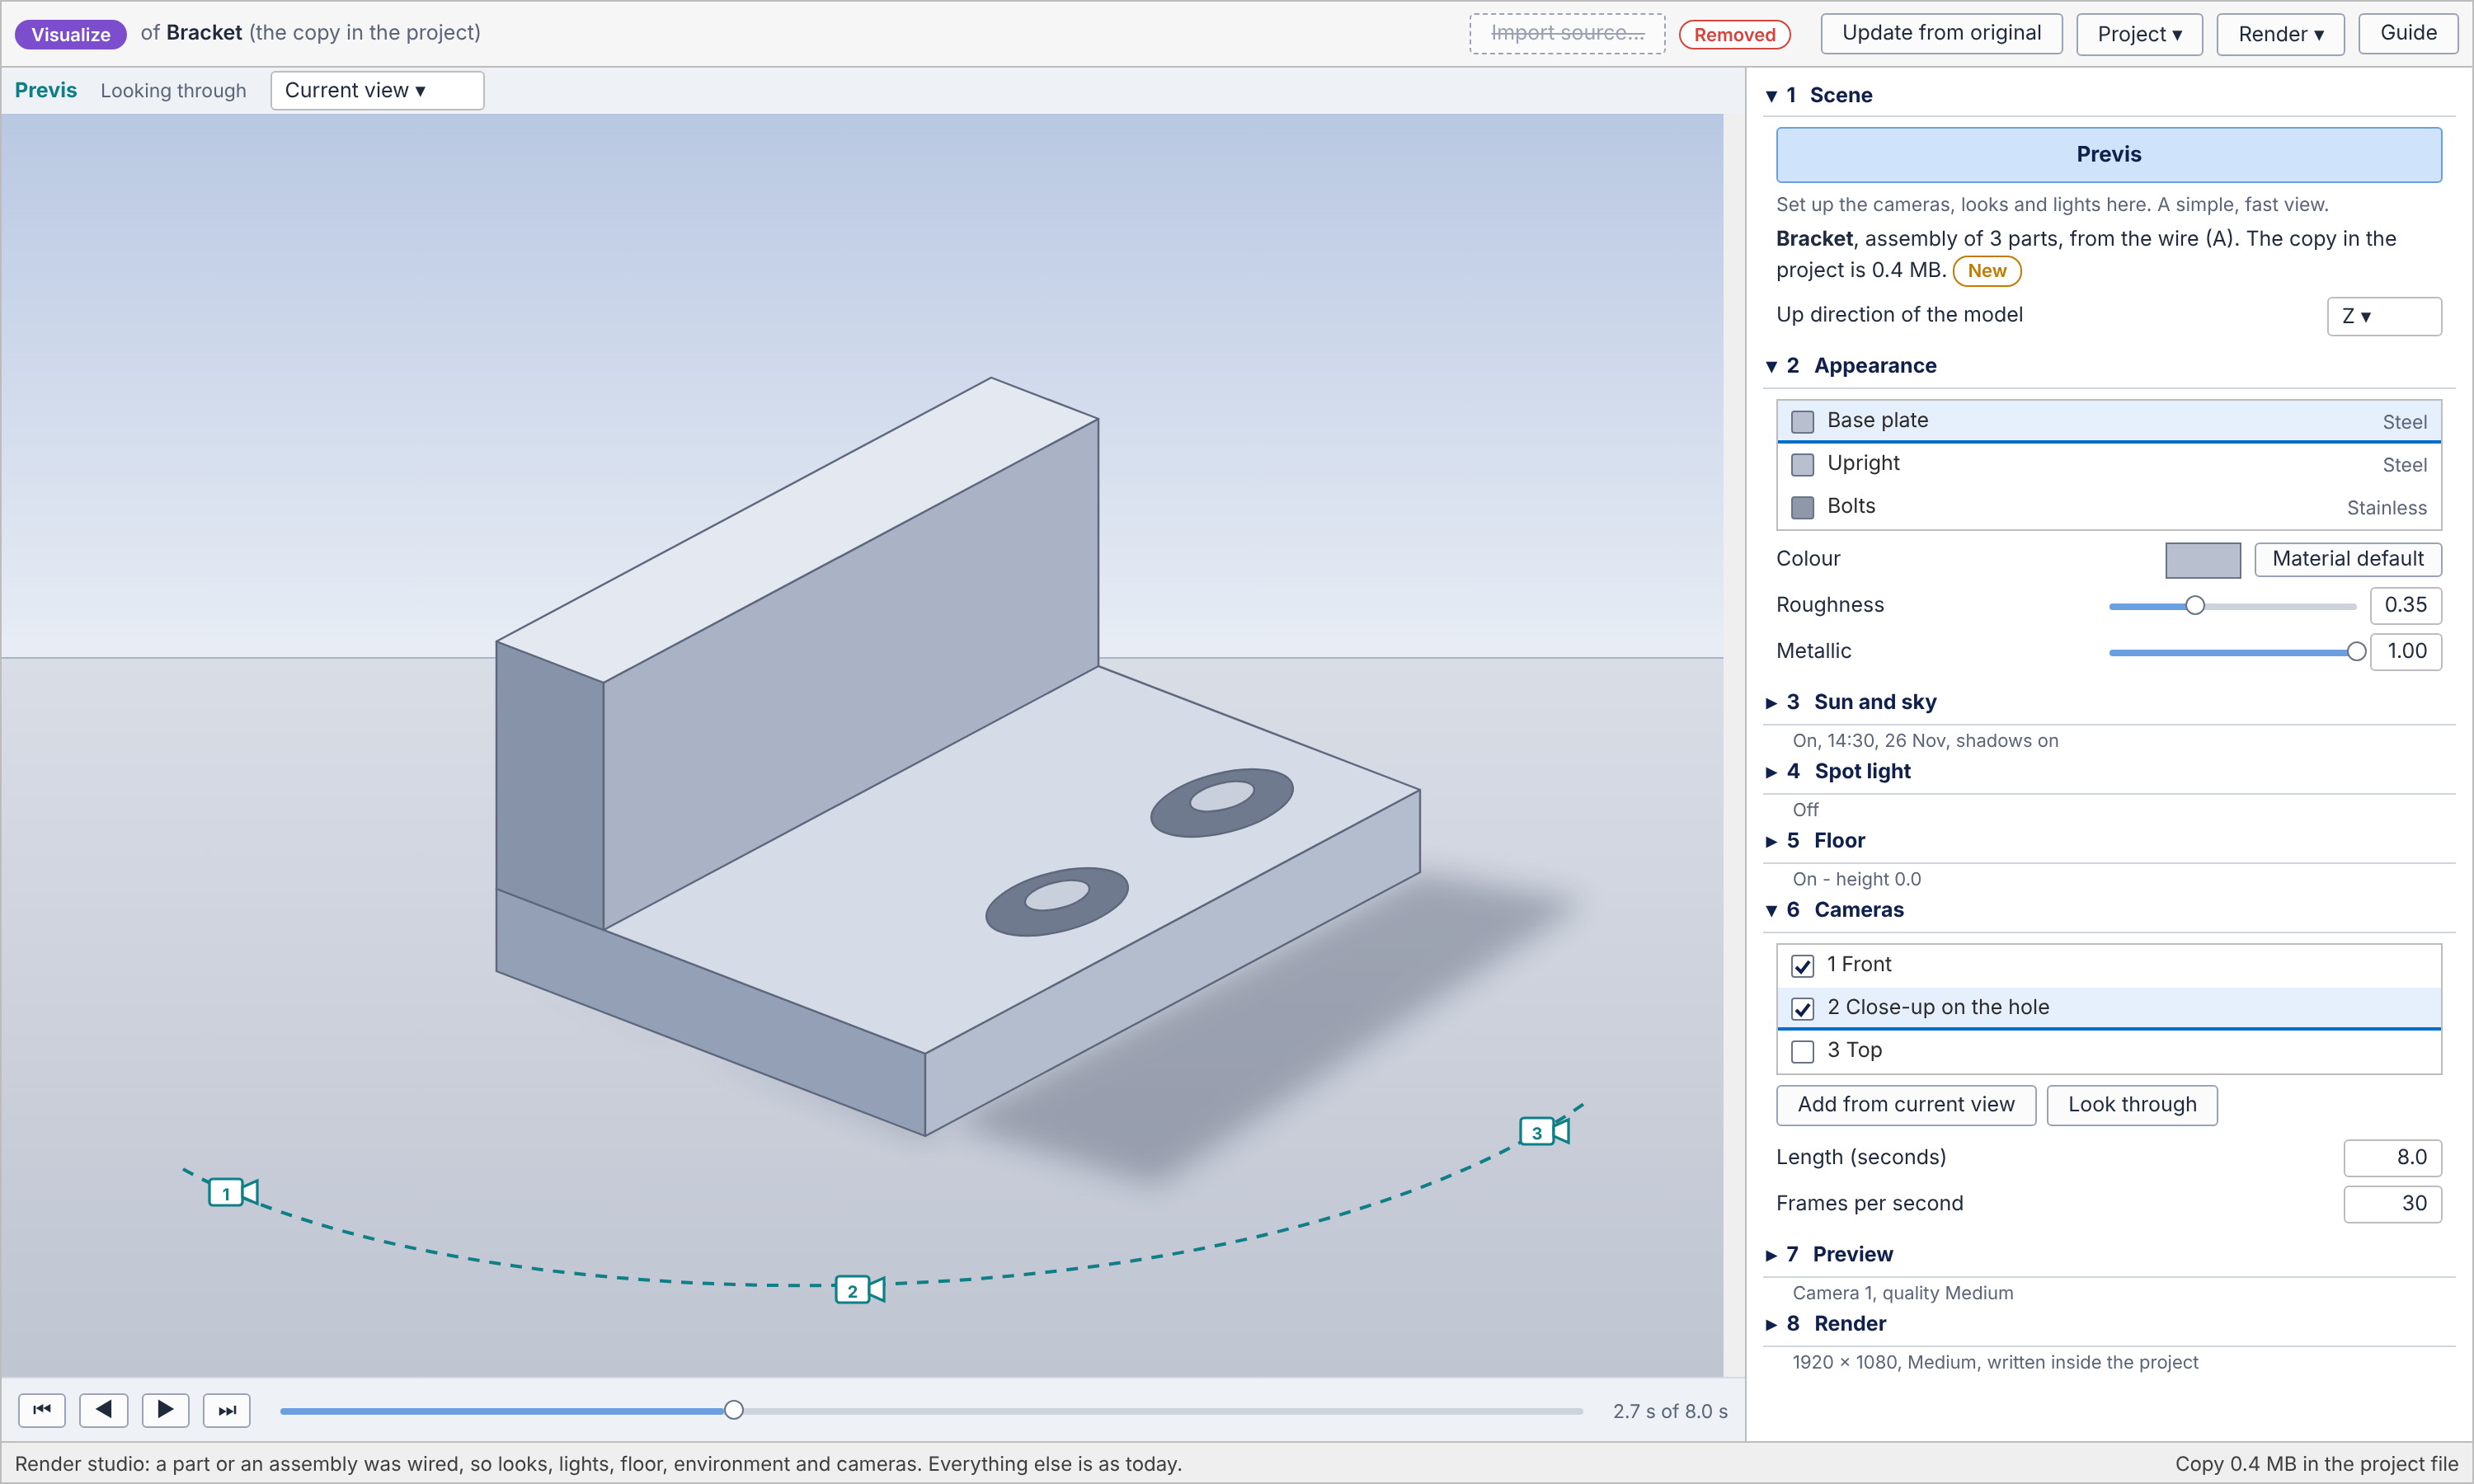 Visualize of Bracket (the copy in the project) Import source... Removed Update from original Project ▾ Render ▾ Guide
Previs Looking through Current view ▾
1
2
3
2.7 s of 8.0 s
▼ 1 Scene
Previs
Set up the cameras, looks and lights here. A simple, fast view.
Bracket, assembly of 3 parts, from the wire (A). The copy in the
project is 0.4 MB. New
Up direction of the model Z ▾
▼ 2 Appearance
Base plate Steel
Upright Steel
Bolts Stainless
Colour Material default
Roughness 0.35
Metallic 1.00
► 3 Sun and sky
On, 14:30, 26 Nov, shadows on
► 4 Spot light
Off
► 5 Floor
On - height 0.0
▼ 6 Cameras
1 Front
2 Close-up on the hole
3 Top
Add from current view Look through
Length (seconds) 8.0
Frames per second 30
► 7 Preview
Camera 1, quality Medium
► 8 Render
1920 × 1080, Medium, written inside the project
Render studio: a part or an assembly was wired, so looks, lights, floor, environment and cameras. Everything else is as today. Copy 0.4 MB in the project file